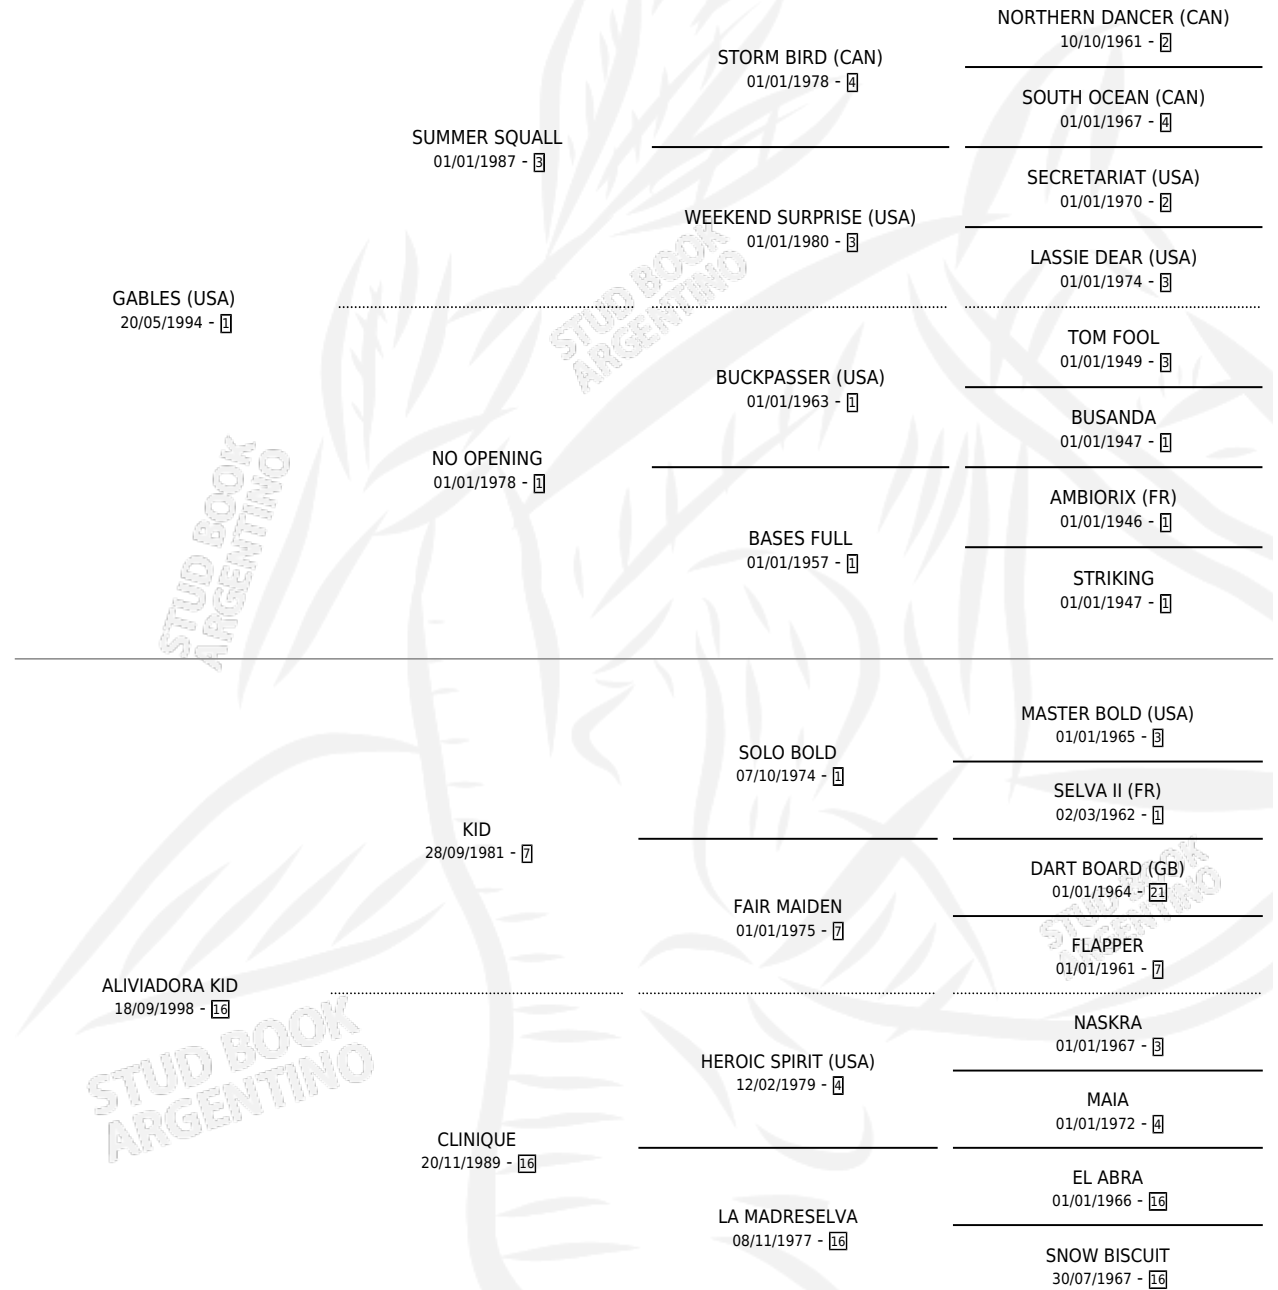 NORTHERN DANCER (CAN)
10/10/1961 - 2
STORM BIRD (CAN)
01/01/1978 - 4
SOUTH OCEAN (CAN)
01/01/1967 - 4
SUMMER SQUALL
01/01/1987 - 3
SECRETARIAT (USA)
01/01/1970 - 2
WEEKEND SURPRISE (USA)
01/01/1980 - 3
LASSIE DEAR (USA)
01/01/1974 - 3
GABLES (USA)
20/05/1994 - 1
TOM FOOL
01/01/1949 - 3
BUCKPASSER (USA)
01/01/1963 - 1
BUSANDA
01/01/1947 - 1
NO OPENING
01/01/1978 - 1
AMBIORIX (FR)
01/01/1946 - 1
BASES FULL
01/01/1957 - 1
STRIKING
01/01/1947 - 1
MASTER BOLD (USA)
01/01/1965 - 3
SOLO BOLD
07/10/1974 - 1
SELVA II (FR)
02/03/1962 - 1
KID
28/09/1981 - 7
DART BOARD (GB)
01/01/1964 - 21
FAIR MAIDEN
01/01/1975 - 7
FLAPPER
01/01/1961 - 7
ALIVIADORA KID
18/09/1998 - 16
NASKRA
01/01/1967 - 3
HEROIC SPIRIT (USA)
12/02/1979 - 4
MAIA
01/01/1972 - 4
CLINIQUE
20/11/1989 - 16
EL ABRA
01/01/1966 - 16
LA MADRESELVA
08/11/1977 - 16
SNOW BISCUIT
30/07/1967 - 16
STUD BOOK
ARGENTINO
STUD BOOK
ARGENTINO
STUD BOOK
ARGENTINO
STUD BOOK
ARGENTINO